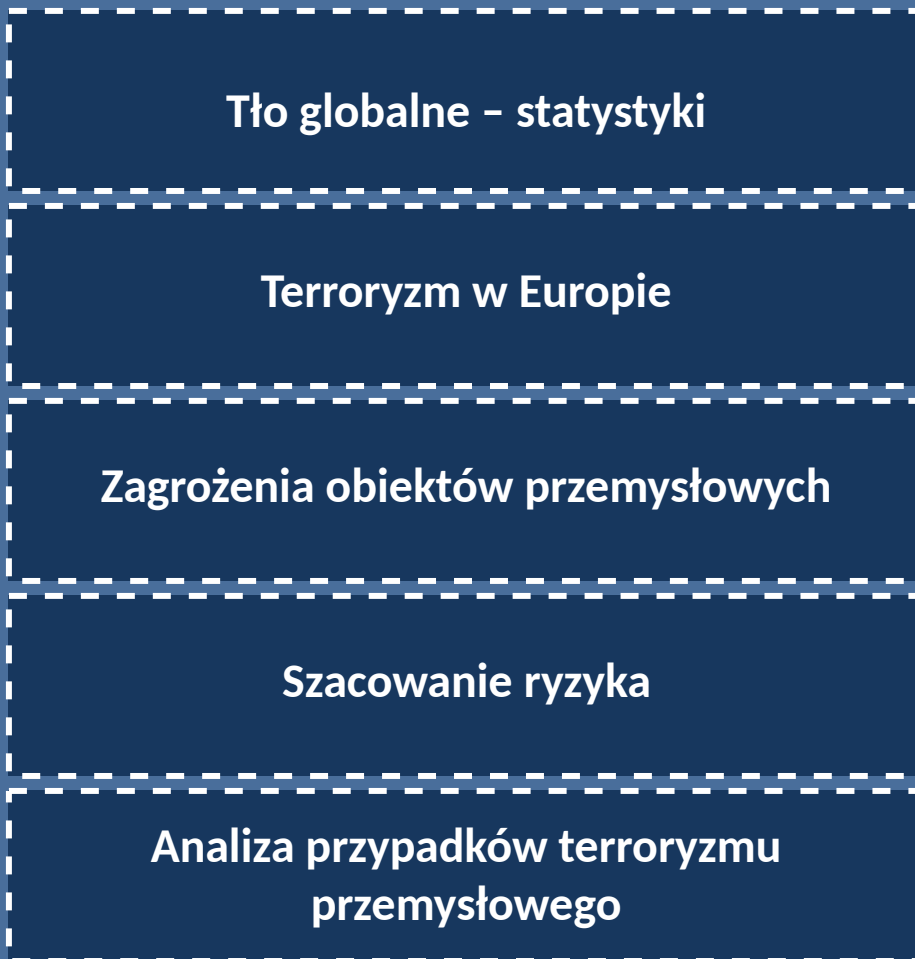 Tło globalne – statystyki
Terroryzm w Europie
Zagrożenia obiektów przemysłowych
Szacowanie ryzyka
Analiza przypadków terroryzmu
przemysłowego